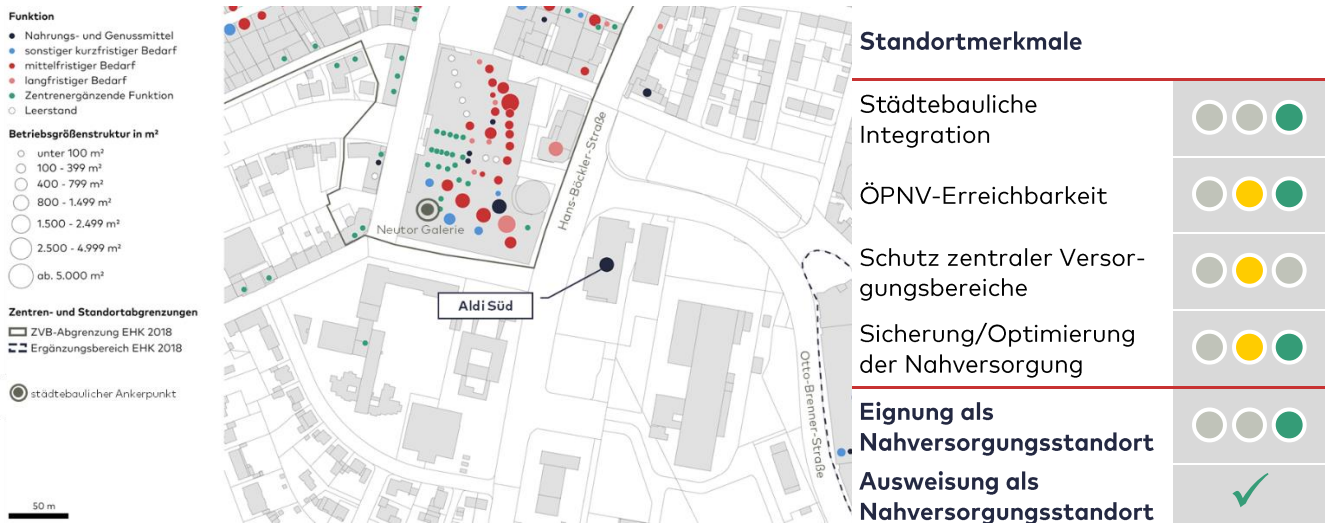 Funktion
Nahrungs- und Genussmittel
sonstiger kurzfristiger Bedarf
mittelfristiger Bedarf
langfristiger Bedarf
Zentrenergänzende Funktion
Leerstand
Betriebsgrößenstruktur in m²
unter 100 m²
100 - 399 m²
400 - 799 m²
800 - 1.499 m²
1.500 - 2.499 m²
2.500 - 4.999 m²
ab. 5.000 m²
Zentren- und Standortabgrenzungen
ZVB-Abgrenzung EHK 2018
Ergänzungsbereich EHK 2018
städtebaulicher Ankerpunkt
50 m
Hans-Böckler-Straße
Neutor Galerie
Aldi Süd
Otto-Brenner-Straße
Standortmerkmale
Städtebauliche
Integration
ÖPNV-Erreichbarkeit
Schutz zentraler Versor-
gungsbereiche
Sicherung/Optimierung
der Nahversorgung
Eignung als
Nahversorgungsstandort
Ausweisung als
Nahversorgungsstandort